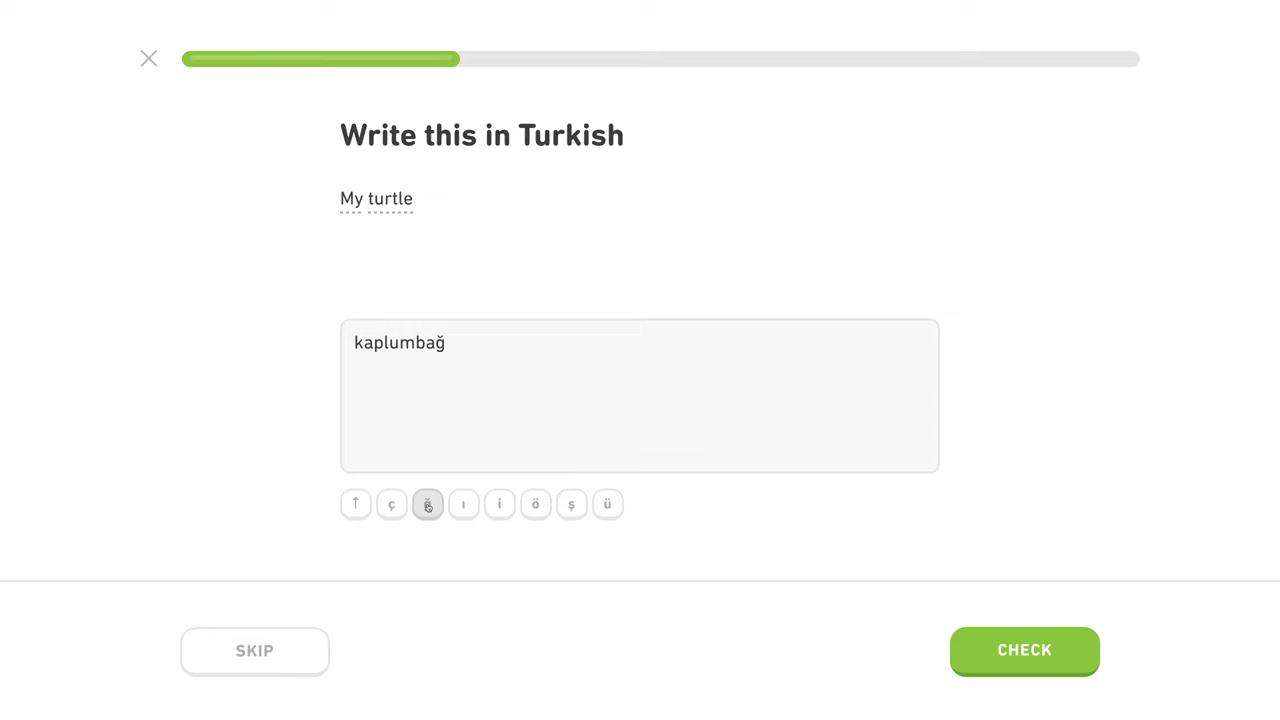 Write this in Turkish
My turtle
kaplumbağ
↑ ç ğ ı i ö ş ü
SKIP
CHECK